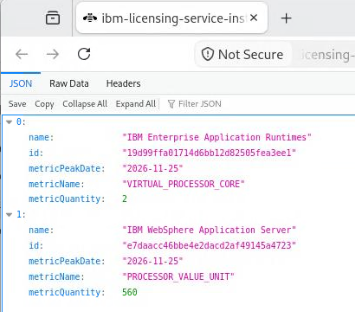 ibm-licensing-service-ins
Not Secure
icensing-
JSON Raw Data Headers
Save Copy Collapse All Expand All Filter JSON
0:
name: "IBM Enterprise Application Runtimes"
id: "19d99ffa01714d6bb12d82505fea3ee1"
metricPeakDate: "2026-11-25"
metricName: "VIRTUAL_PROCESSOR_CORE"
metricQuantity: 2
1:
name: "IBM WebSphere Application Server"
id: "e7daacc46bbe4e2dacd2af49145a4723"
metricPeakDate: "2026-11-25"
metricName: "PROCESSOR_VALUE_UNIT"
metricQuantity: 560